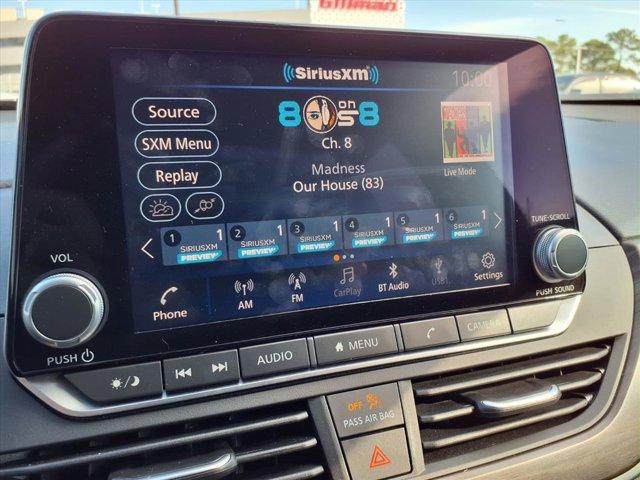 Gillman
SiriusXM
10:00
Source
8 on 8
80s
Ch. 8
SXM Menu
Madness
Our House (83)
Live Mode
Replay
1 1 SIRIUSXM PREVIEW
2 1 SIRIUSXM PREVIEW
3 1 SIRIUSXM PREVIEW
4 1 SIRIUSXM PREVIEW
5 1 SIRIUSXM PREVIEW
6 1 SIRIUSXM PREVIEW
Phone
AM
FM
CarPlay
BT Audio
USB1
Settings
VOL
PUSH
TUNE·SCROLL
PUSH SOUND
AUDIO
MENU
CAMERA
OFF
PASS AIR BAG